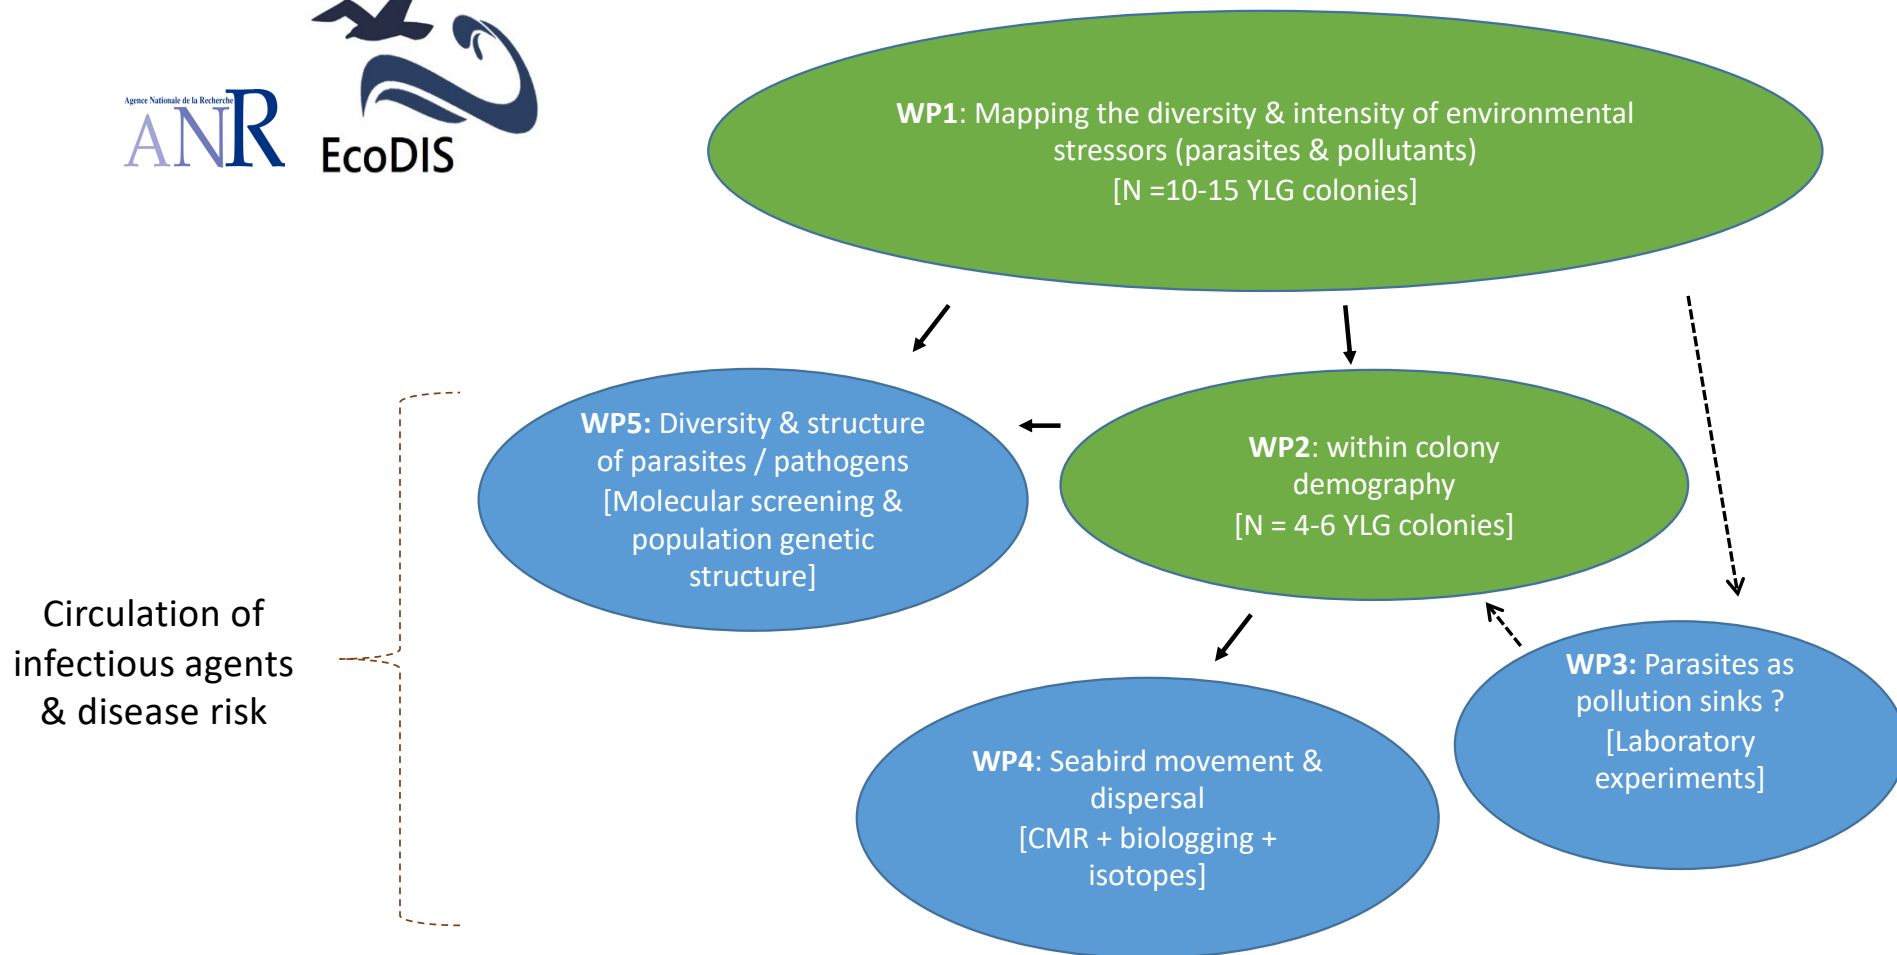 Agence Nationale de la Recherche
ANR
EcoDIS
WP1: Mapping the diversity & intensity of environmental
stressors (parasites & pollutants)
[N =10-15 YLG colonies]
WP5: Diversity & structure
of parasites / pathogens
[Molecular screening &
population genetic
structure]
WP2: within colony
demography
[N = 4-6 YLG colonies]
Circulation of
infectious agents
& disease risk
WP3: Parasites as
pollution sinks ?
[Laboratory
experiments]
WP4: Seabird movement &
dispersal
[CMR + biologging +
isotopes]